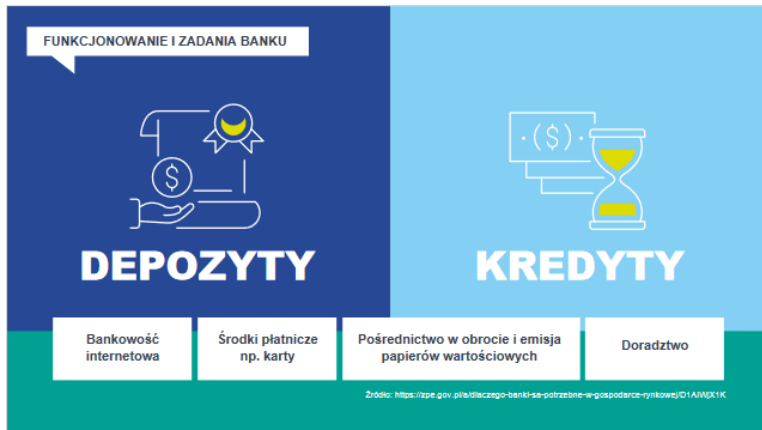 FUNKCJONOWANIE I ZADANIA BANKU
($)
$
DEPOZYTY
KREDYTY
Bankowość
internetowa
Środki płatnicze
np. karty
Pośrednictwo w obrocie i emisja
papierów wartościowych
Doradztwo
Źródło: https://zpe.gov.pl/a/dlaczego-banki-sa-potrzebne-w-gospodarce-rynkowej/D1AIWjX1K